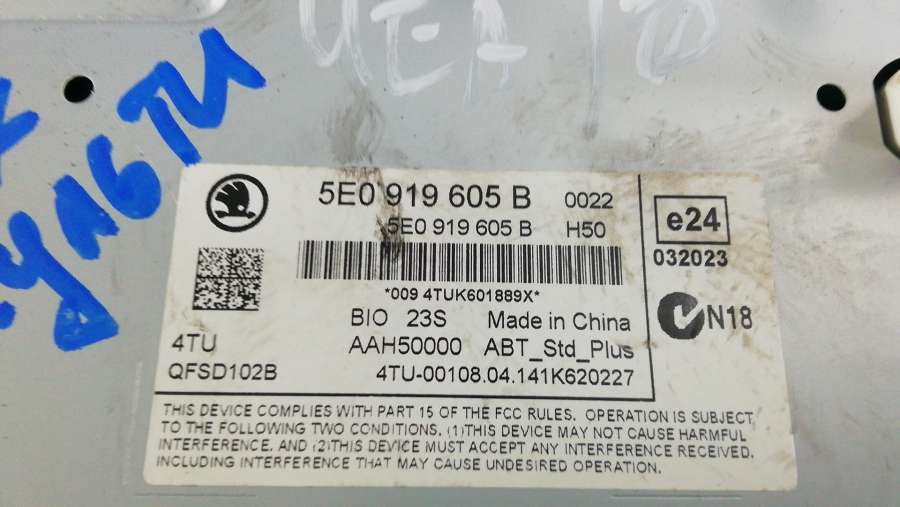 5E0 919 605 B 0022
5E0 919 605 B H50
e24
032023
*009 4TUK601889X*
BIO 23S Made in China
N18
4TU AAH50000 ABT_Std_Plus
QFSD102B 4TU-00108.04.141K620227
THIS DEVICE COMPLIES WITH PART 15 OF THE FCC RULES. OPERATION IS SUBJECT
TO THE FOLLOWING TWO CONDITIONS, (1)THIS DEVICE MAY NOT CAUSE HARMFUL
INTERFERENCE. AND (2)THIS DEVICE MUST ACCEPT ANY INTERFERENCE RECEIVED.
INCLUDING INTERFERENCE THAT MAY CAUSE UNDESIRED OPERATION.